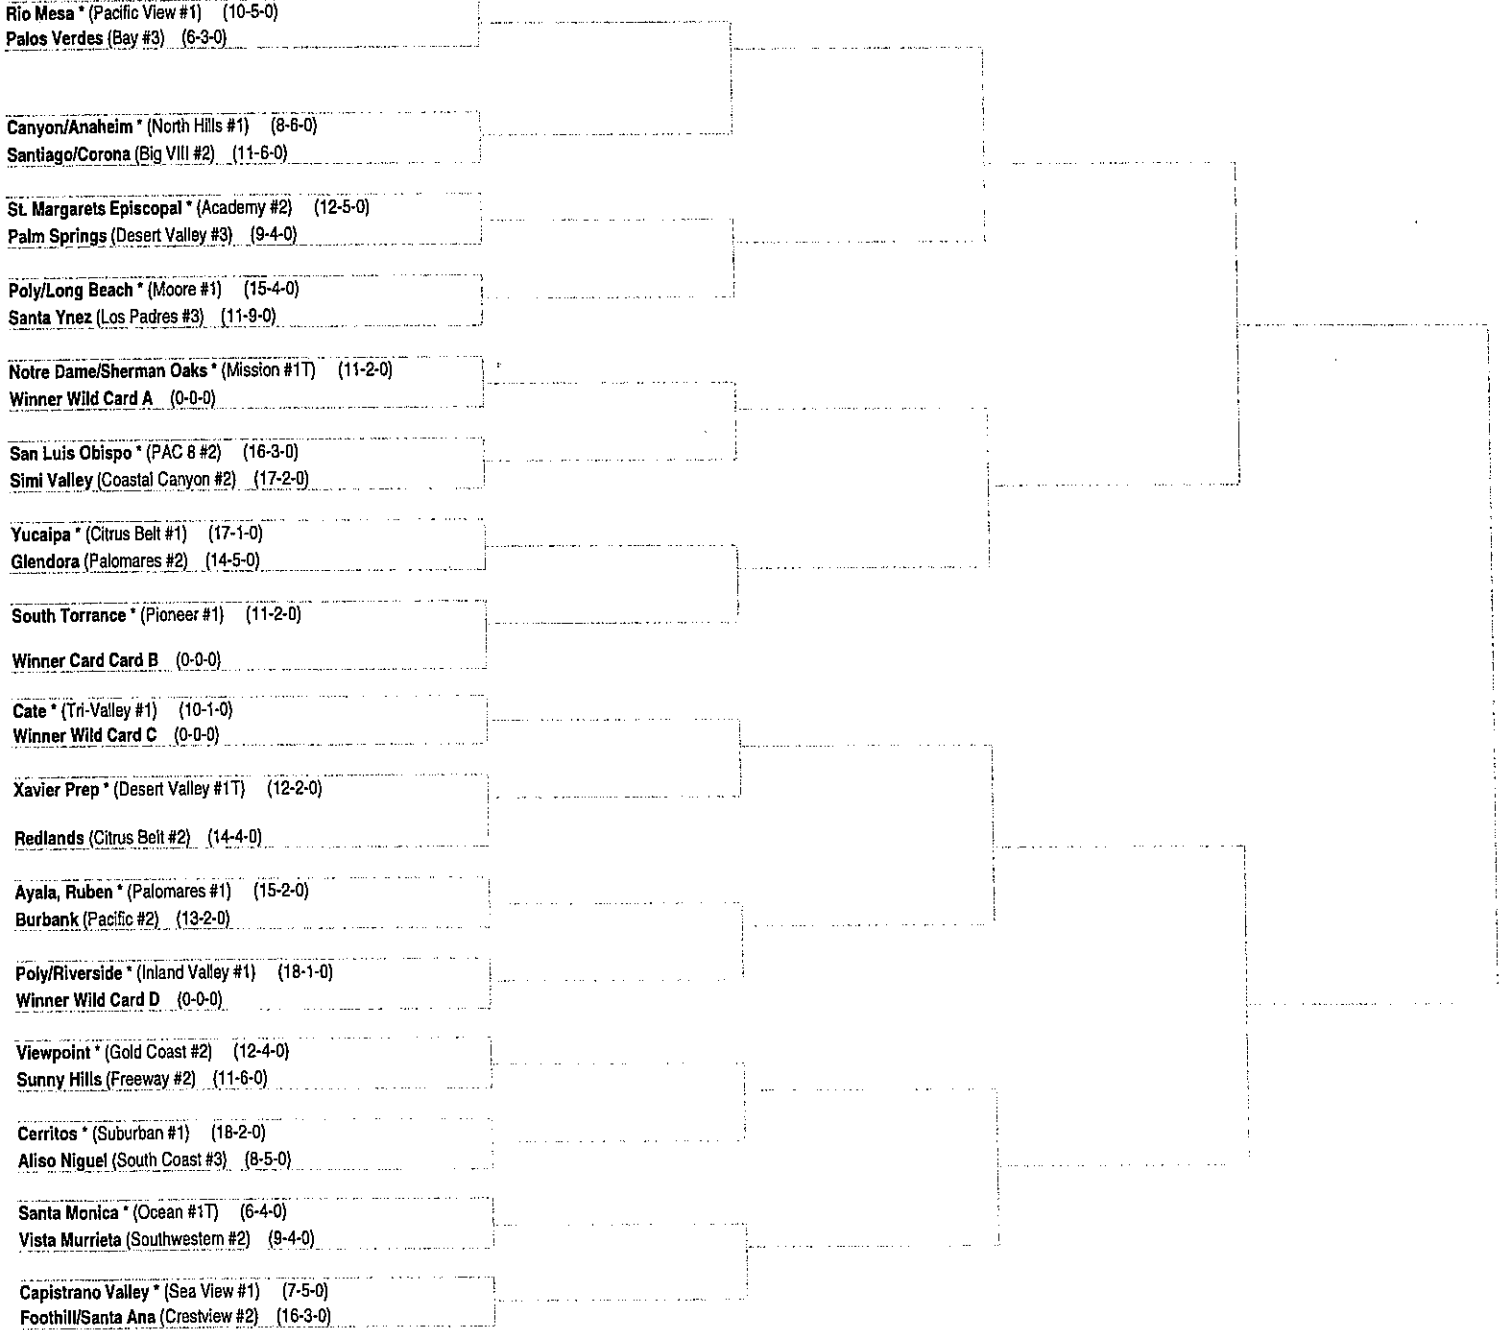 Rio Mesa * (Pacific View #1) (10-5-0)
Palos Verdes (Bay #3) (6-3-0)
Canyon/Anaheim * (North Hills #1) (8-6-0)
Santiago/Corona (Big VIII #2) (11-6-0)
St. Margarets Episcopal * (Academy #2) (12-5-0)
Palm Springs (Desert Valley #3) (9-4-0)
Poly/Long Beach * (Moore #1) (15-4-0)
Santa Ynez (Los Padres #3) (11-9-0)
Notre Dame/Sherman Oaks * (Mission #1T) (11-2-0)
Winner Wild Card A (0-0-0)
San Luis Obispo * (PAC 8 #2) (16-3-0)
Simi Valley (Coastal Canyon #2) (17-2-0)
Yucaipa * (Citrus Belt #1) (17-1-0)
Glendora (Palomares #2) (14-5-0)
South Torrance * (Pioneer #1) (11-2-0)
Winner Card Card B (0-0-0)
Cate * (Tri-Valley #1) (10-1-0)
Winner Wild Card C (0-0-0)
Xavier Prep * (Desert Valley #1T) (12-2-0)
Redlands (Citrus Belt #2) (14-4-0)
Ayala, Ruben * (Palomares #1) (15-2-0)
Burbank (Pacific #2) (13-2-0)
Poly/Riverside * (Inland Valley #1) (18-1-0)
Winner Wild Card D (0-0-0)
Viewpoint * (Gold Coast #2) (12-4-0)
Sunny Hills (Freeway #2) (11-6-0)
Cerritos * (Suburban #1) (18-2-0)
Aliso Niguel (South Coast #3) (8-5-0)
Santa Monica * (Ocean #1T) (6-4-0)
Vista Murrieta (Southwestern #2) (9-4-0)
Capistrano Valley * (Sea View #1) (7-5-0)
Foothill/Santa Ana (Crestview #2) (16-3-0)